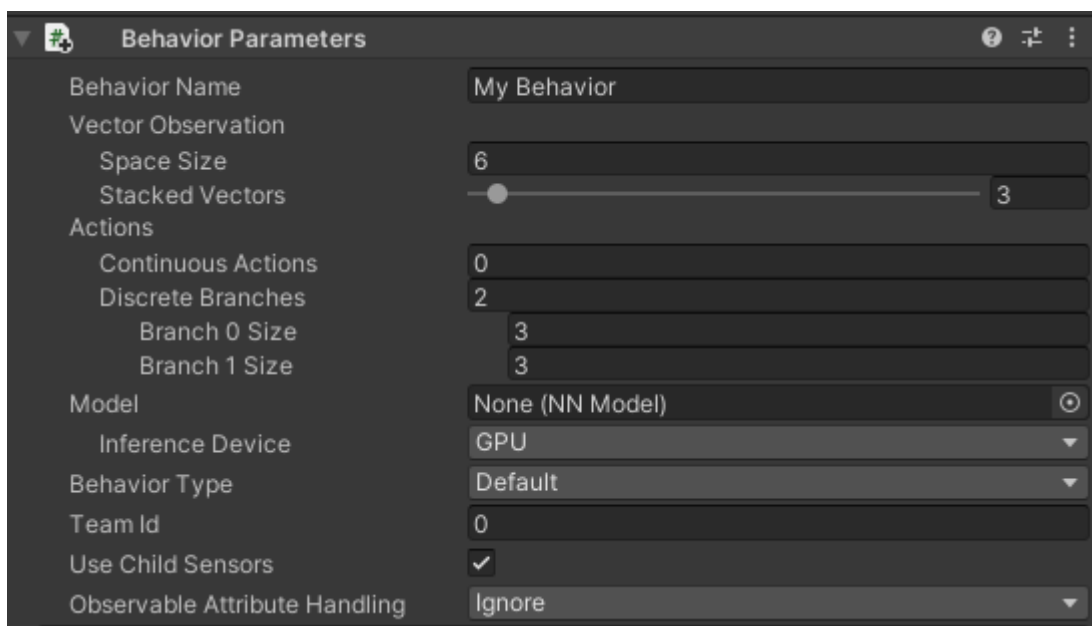 Behavior Parameters
Behavior Name My Behavior
Vector Observation
Space Size 6
Stacked Vectors 3
Actions
Continuous Actions 0
Discrete Branches 2
Branch 0 Size 3
Branch 1 Size 3
Model None (NN Model)
Inference Device GPU
Behavior Type Default
Team Id 0
Use Child Sensors
Observable Attribute Handling Ignore